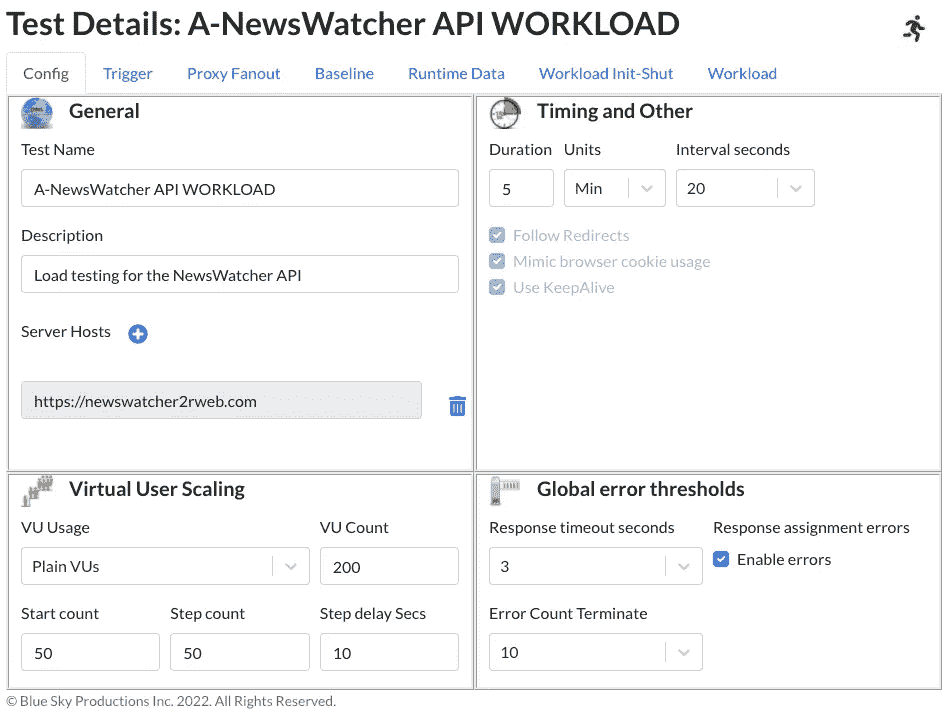 Test Details: A-NewsWatcher API WORKLOAD
Config Trigger Proxy Fanout Baseline Runtime Data Workload Init-Shut Workload
General
Test Name
A-NewsWatcher API WORKLOAD
Description
Load testing for the NewsWatcher API
Server Hosts
https://newswatcher2rweb.com
Timing and Other
Duration Units Interval seconds
5 Min 20
Follow Redirects
Mimic browser cookie usage
Use KeepAlive
Virtual User Scaling
VU Usage VU Count
Plain VUs 200
Start count Step count Step delay Secs
50 50 10
Global error thresholds
Response timeout seconds Response assignment errors
3 Enable errors
Error Count Terminate
10
© Blue Sky Productions Inc. 2022. All Rights Reserved.